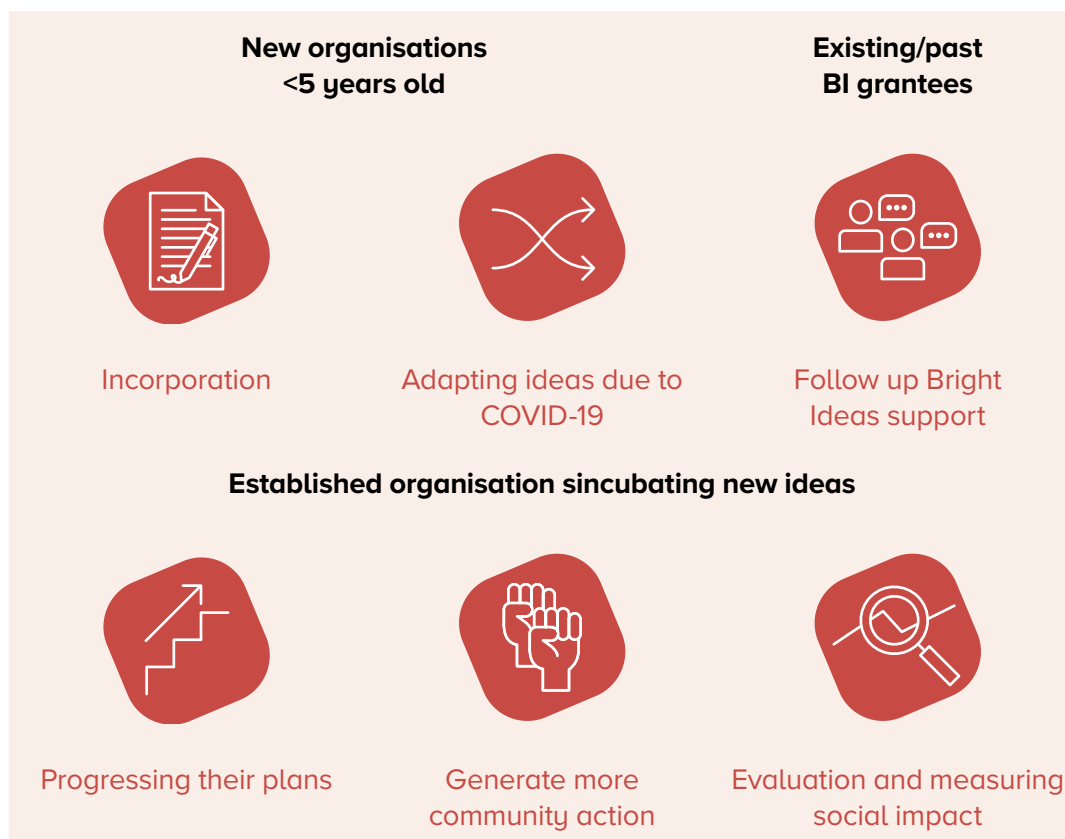 New organisations
<5 years old
Existing/past
BI grantees
Incorporation
Adapting ideas due to
COVID-19
Follow up Bright
Ideas support
Established organisation sincubating new ideas
Progressing their plans
Generate more
community action
Evaluation and measuring
social impact